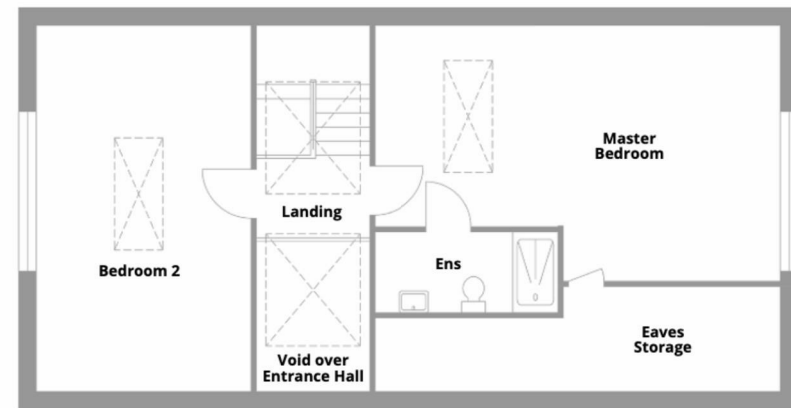 Master
Bedroom
Landing
Bedroom 2
Ens
Void over
Entrance Hall
Eaves
Storage